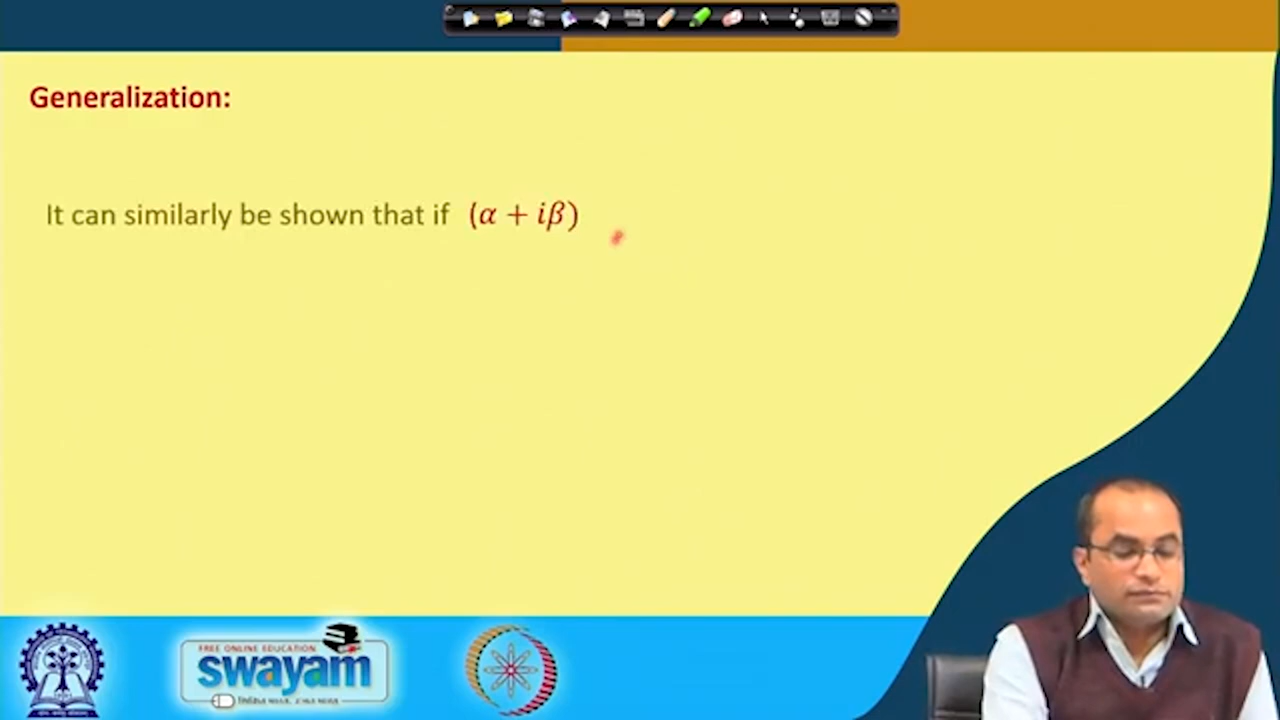 Generalization:
It can similarly be shown that if (α + iβ)
FREE ONLINE EDUCATION
swayam